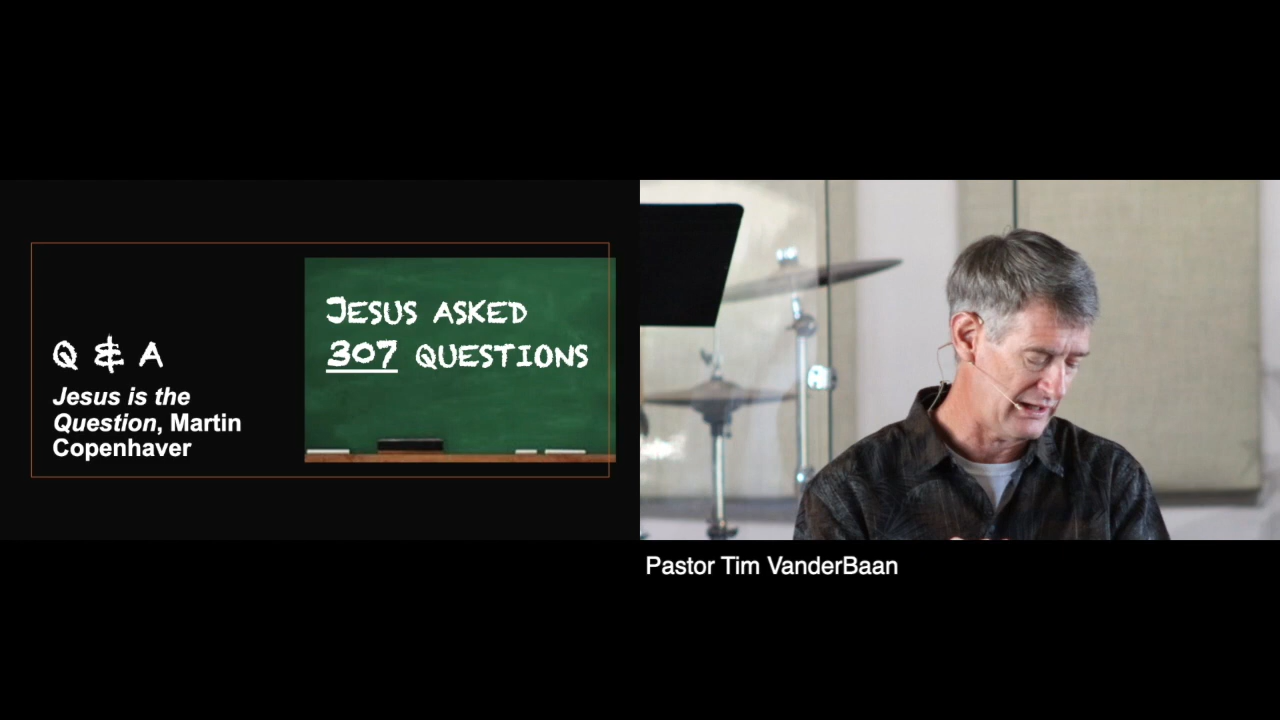 Q & A
Jesus is the
Question, Martin
Copenhaver
JESUS ASKED
307 QUESTIONS
Pastor Tim VanderBaan